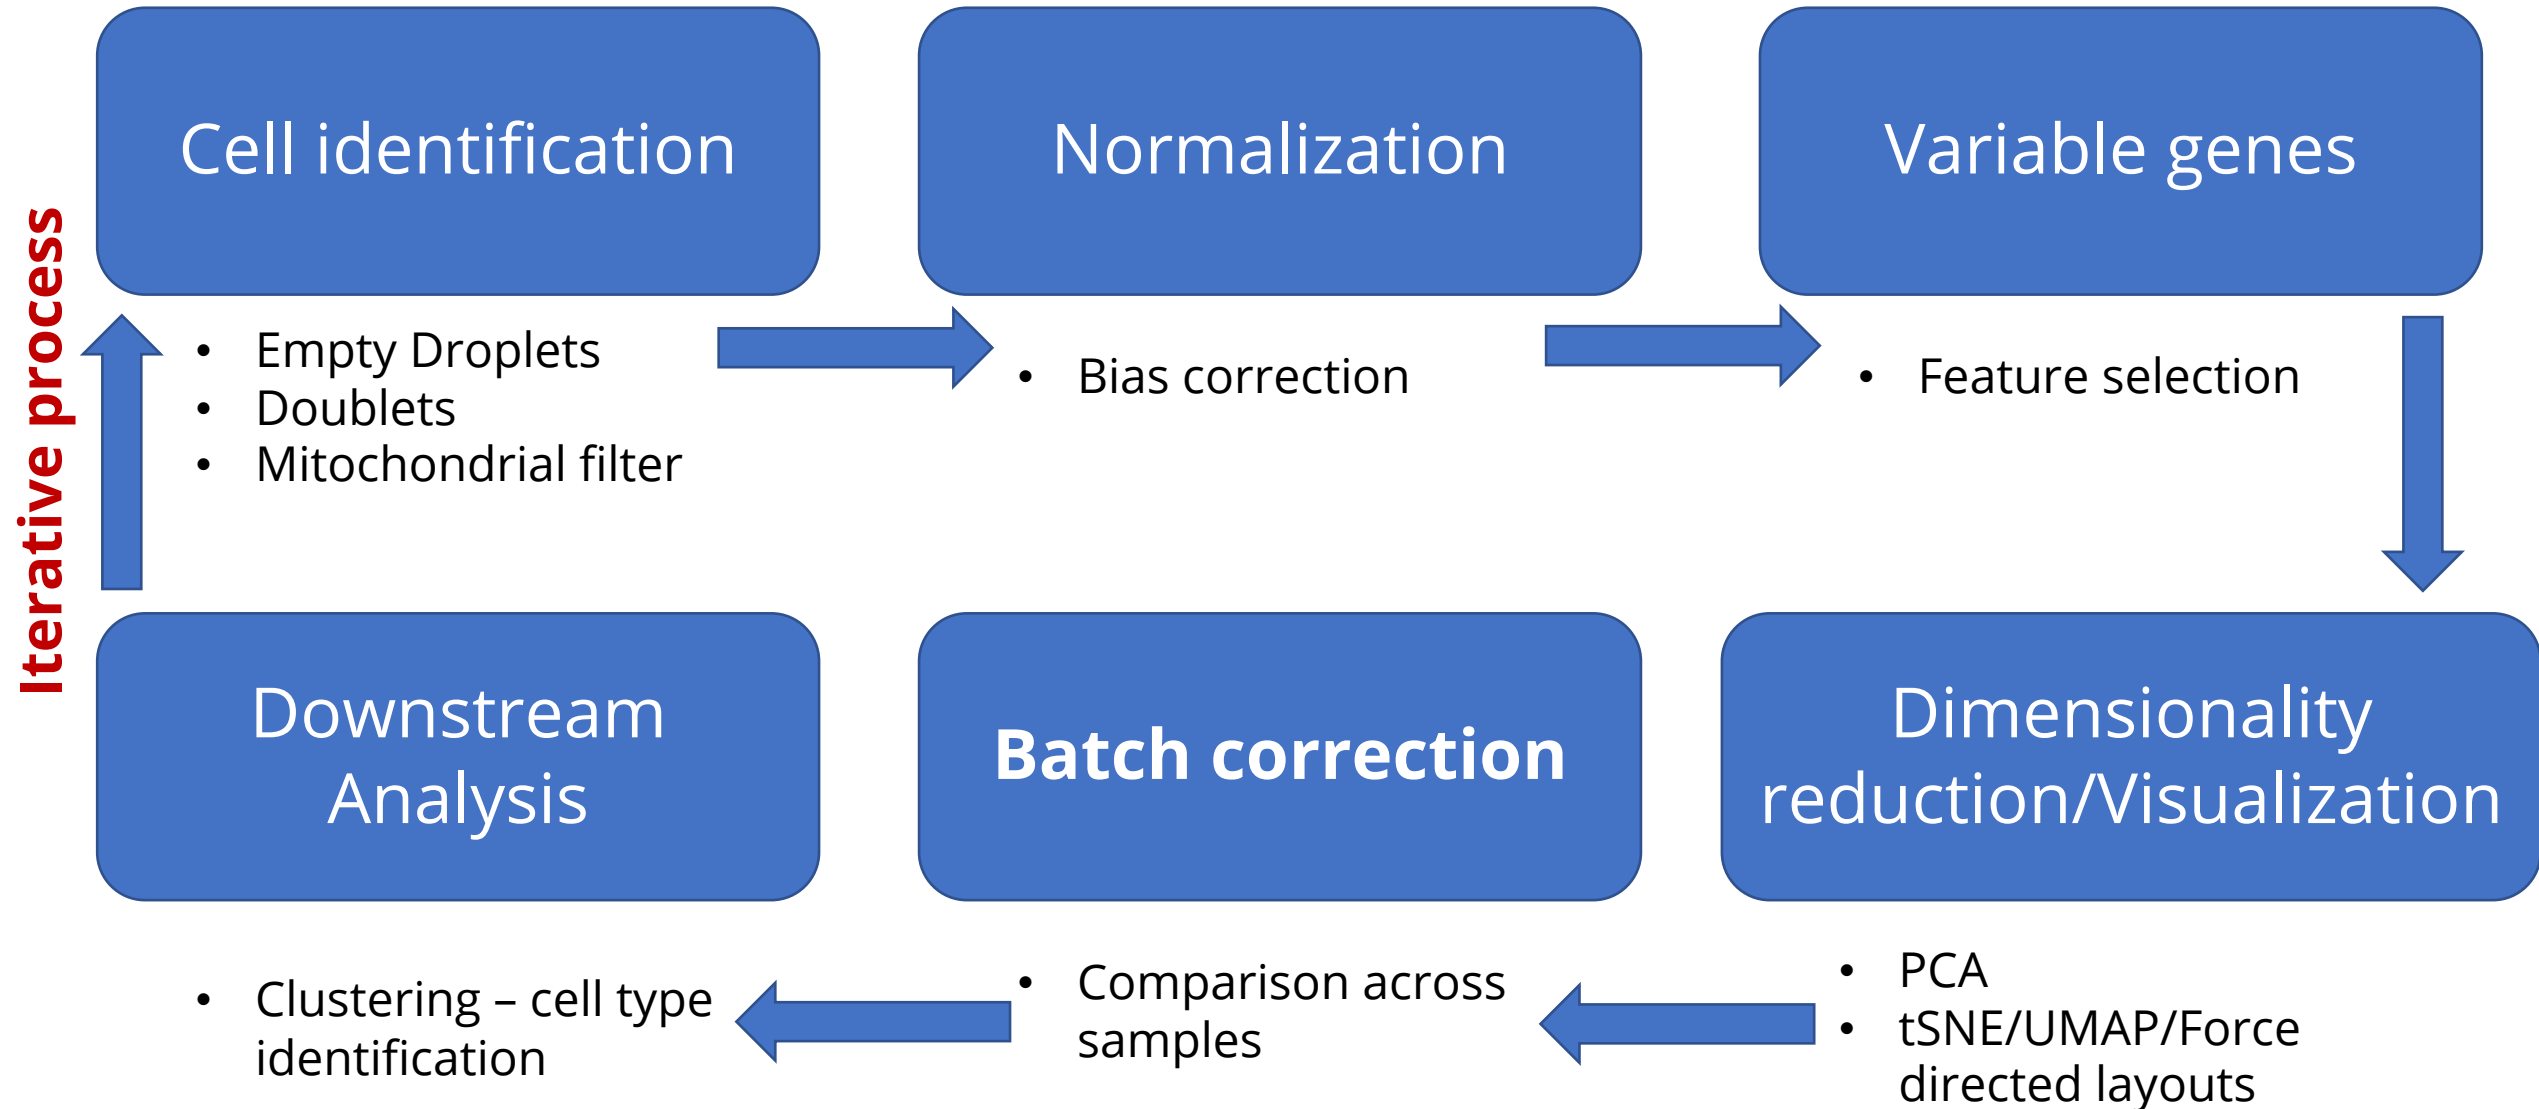 Iterative process
Cell identification
• Empty Droplets
• Doublets
• Mitochondrial filter
Normalization
• Bias correction
Variable genes
• Feature selection
Dimensionality
reduction/Visualization
• PCA
• tSNE/UMAP/Force
directed layouts
Batch correction
• Comparison across
samples
Downstream
Analysis
• Clustering – cell type
identification